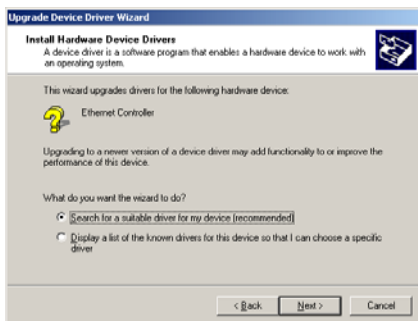 Upgrade Device Driver Wizard
Install Hardware Device Drivers
A device driver is a software program that enables a hardware device to work with
an operating system.
This wizard upgrades drivers for the following hardware device:
Ethernet Controller
Upgrading to a newer version of a device driver may add functionality to or improve the
performance of this device.
What do you want the wizard to do?
Search for a suitable driver for my device (recommended)
Display a list of the known drivers for this device so that I can choose a specific
driver
< Back
Next >
Cancel